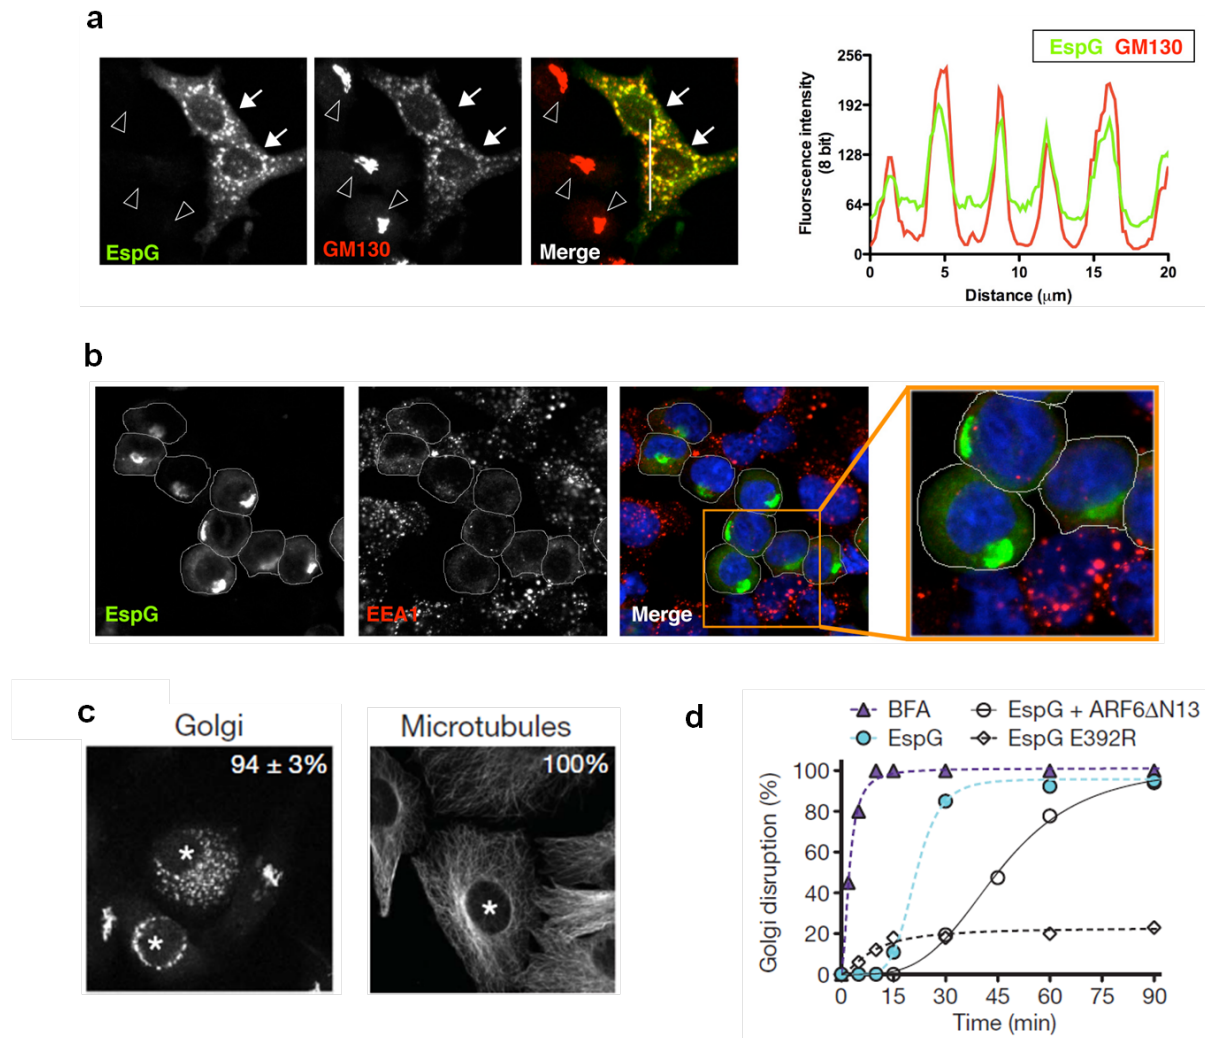 a
EspG GM130
256
192
128
64
0
Fluorescence intensity
(8 bit)
0 5 10 15 20
Distance (μm)
EspG
GM130
Merge
b
EspG
EEA1
Merge
c
Golgi
94 ± 3%
*
*
Microtubules
100%
*
d
BFA
EspG
EspG + ARF6ΔN13
EspG E392R
Golgi disruption (%)
100
80
60
40
20
0
0 15 30 45 60 75 90
Time (min)